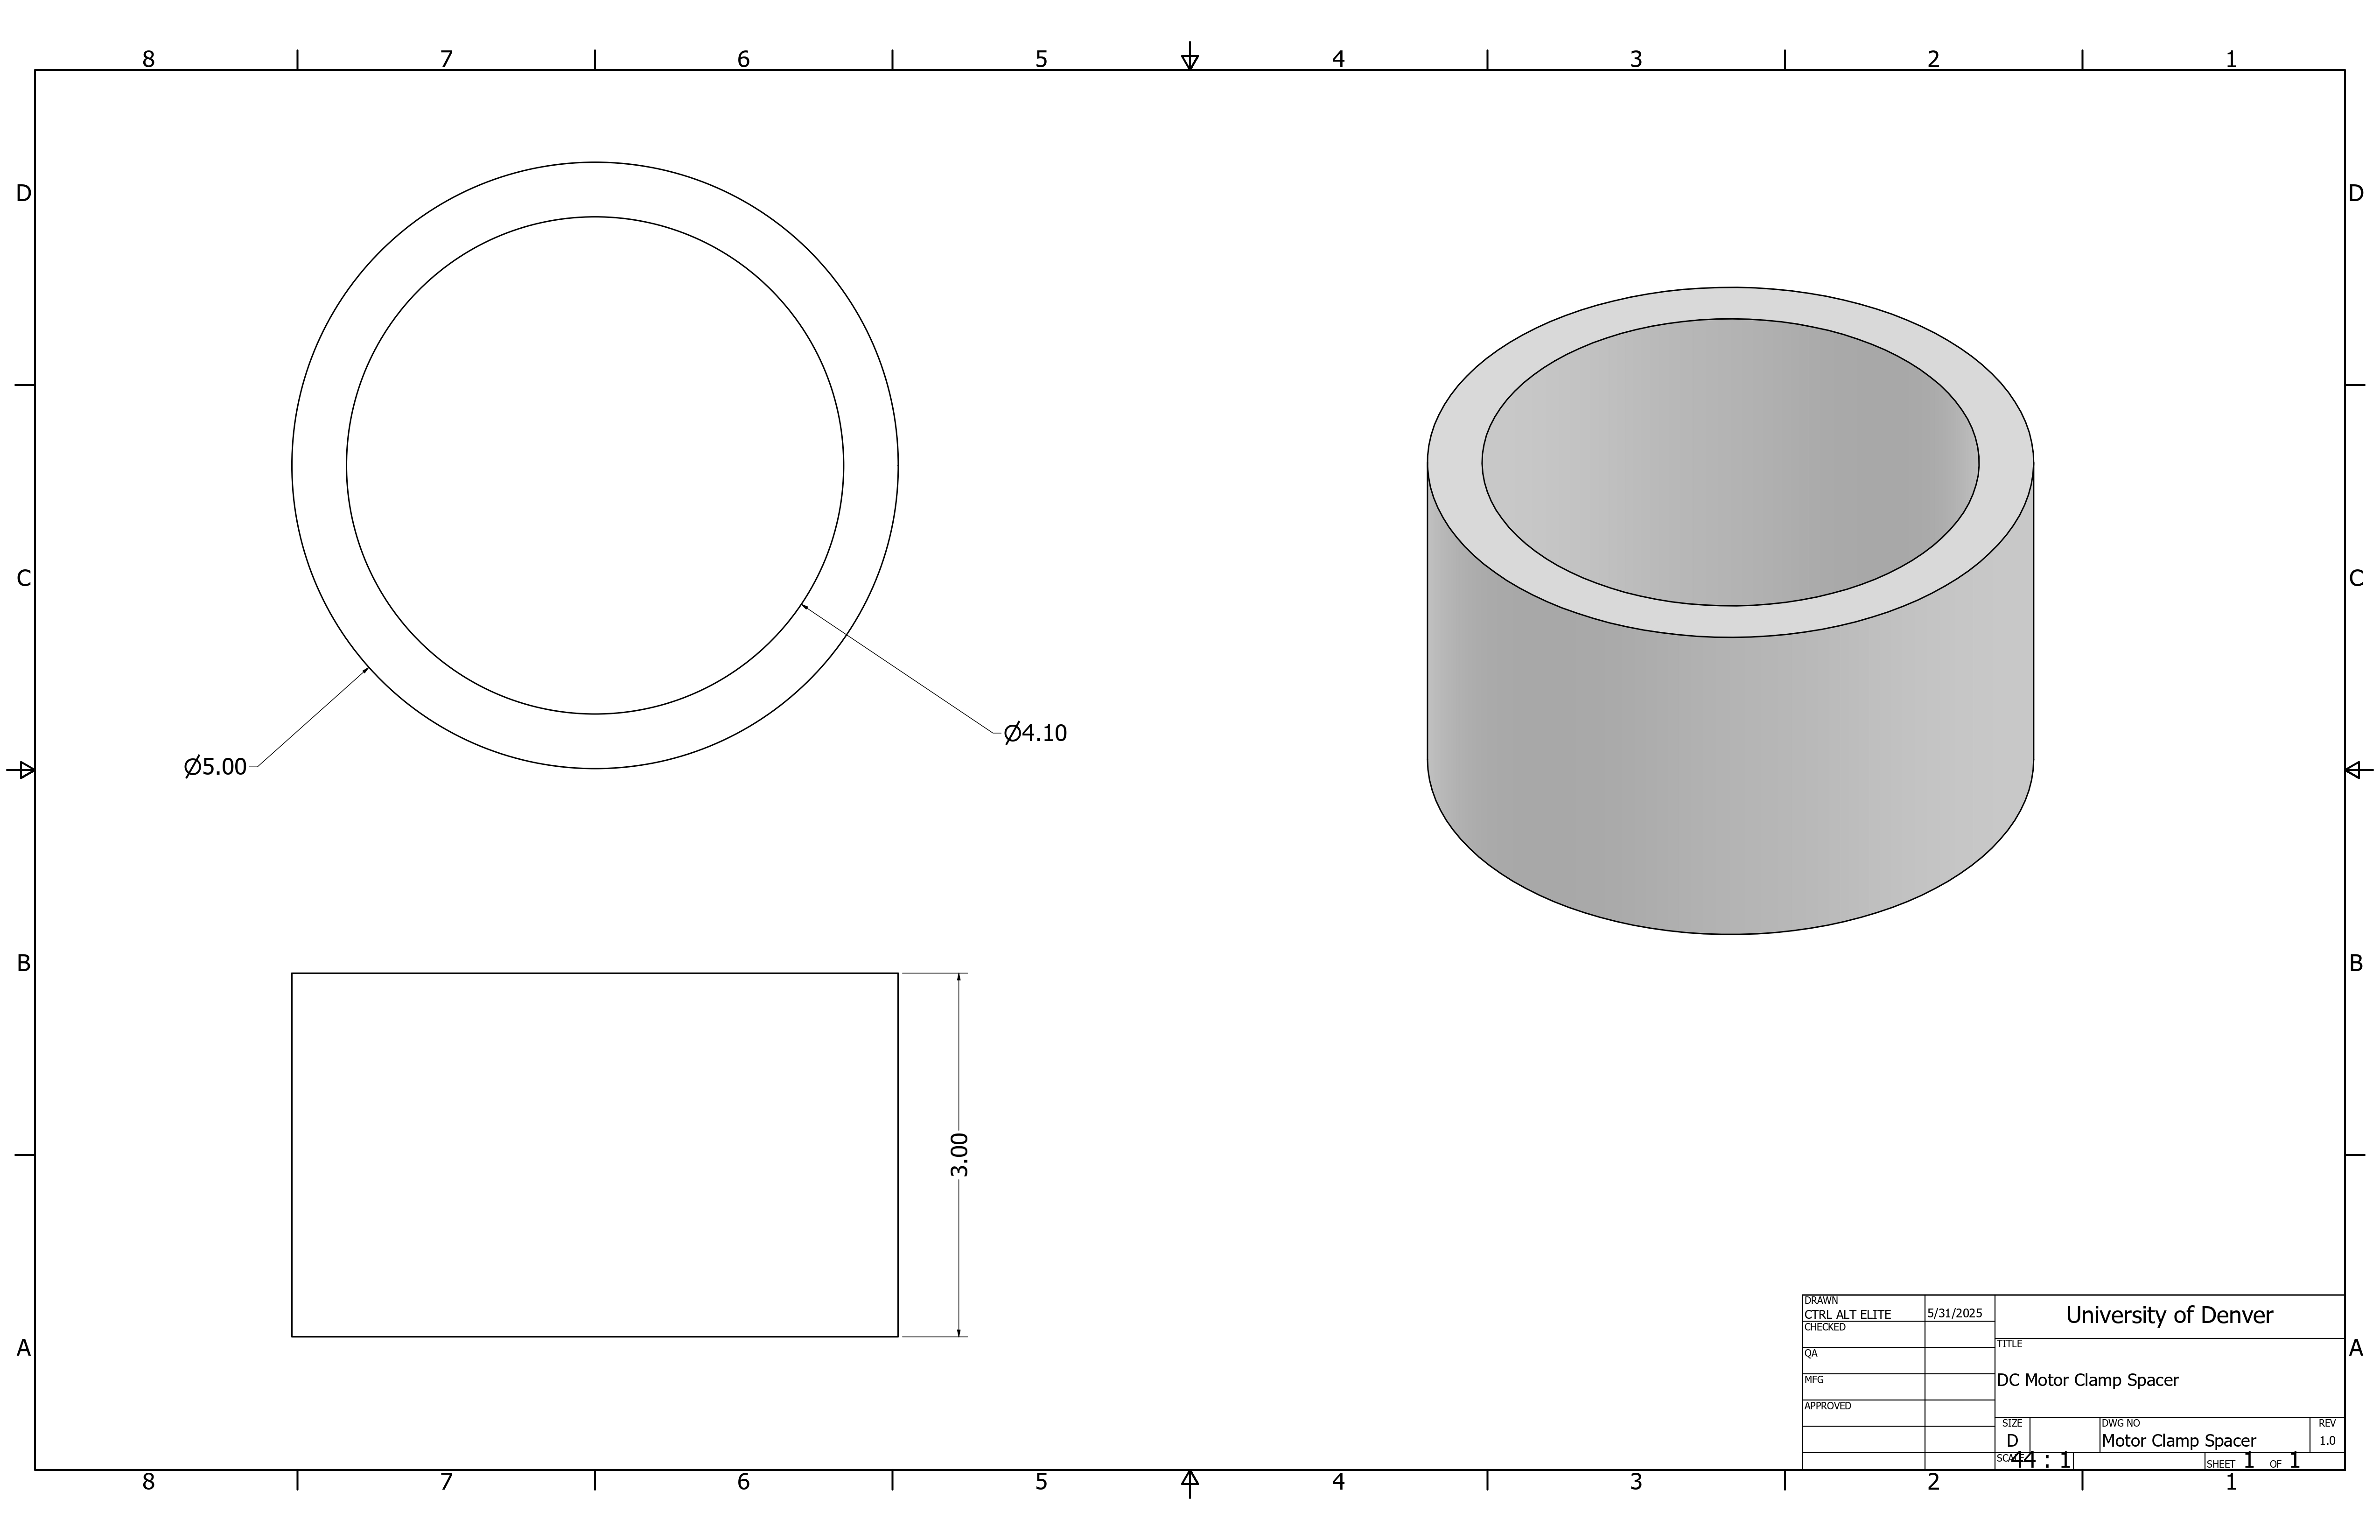 8 7 6 5 4 3 2 1
D D
C C
Ø4.10
Ø5.00
B B
3.00
A A
DRAWN
CTRL ALT ELITE 5/31/2025
CHECKED
QA
MFG
APPROVED
University of Denver
TITLE
DC Motor Clamp Spacer
SIZE
D
DWG NO
Motor Clamp Spacer
REV
1.0
SCALE 44 : 1
SHEET 1 OF 1
8 7 6 5 4 3 2 1